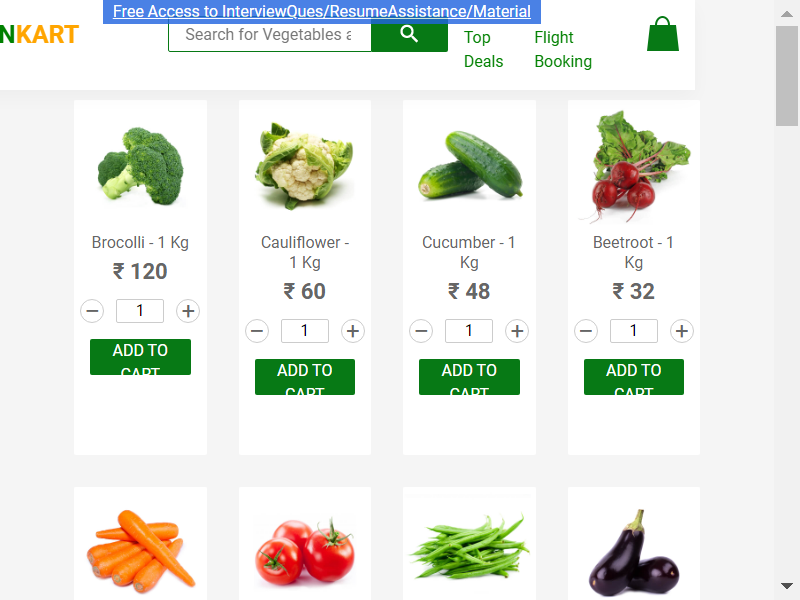 Free Access to InterviewQues/ResumeAssistance/Material
NKART
Search for Vegetables a
Top
Deals
Flight
Booking
Brocolli - 1 Kg
₹ 120
− 1 +
ADD TO
CART
Cauliflower -
1 Kg
₹ 60
− 1 +
ADD TO
CART
Cucumber - 1
Kg
₹ 48
− 1 +
ADD TO
CART
Beetroot - 1
Kg
₹ 32
− 1 +
ADD TO
CART